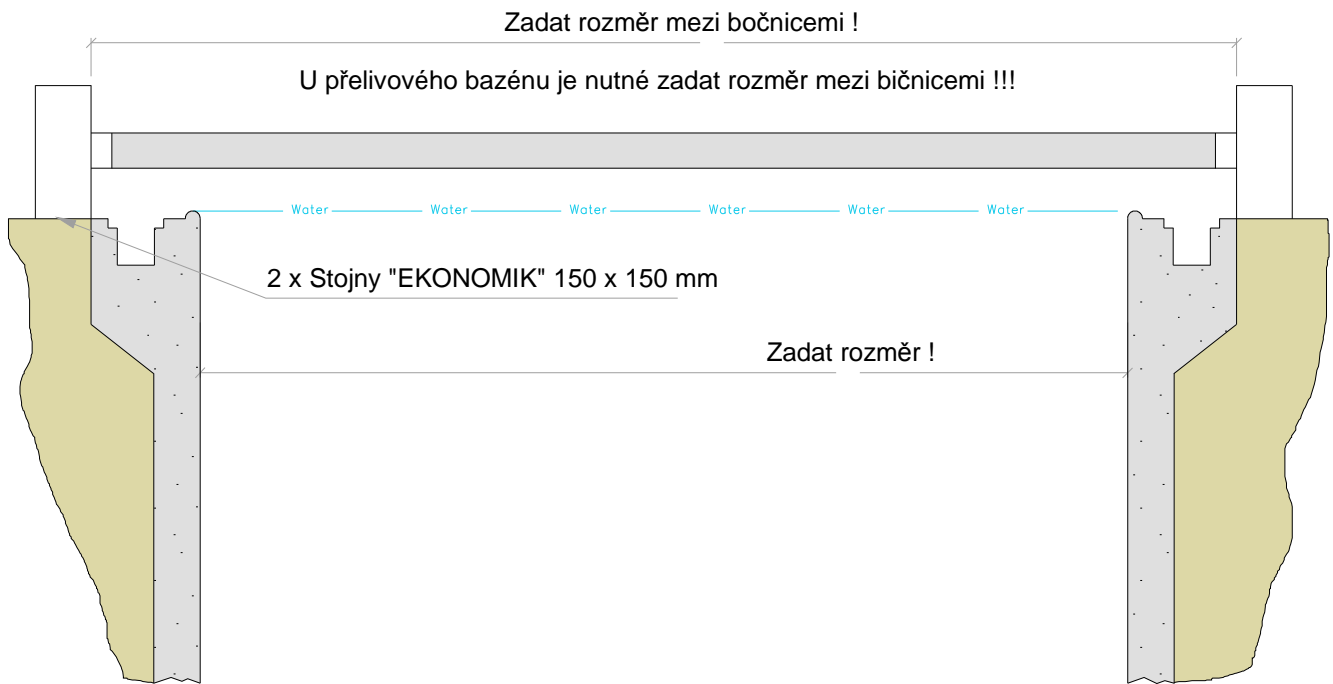 Zadat rozměr mezi bočnicemi !
U přelivového bazénu je nutné zadat rozměr mezi bičnicemi !!!
Water Water Water Water Water Water
2 x Stojny "EKONOMIK" 150 x 150 mm
Zadat rozměr !